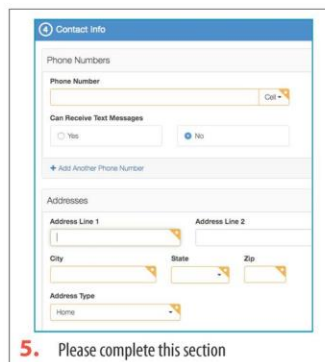 4 Contact Info
Phone Numbers
Phone Number
Cell
Can Receive Text Messages
Yes No
+ Add Another Phone Number
Addresses
Address Line 1 Address Line 2
City State Zip
Address Type
Home
5. Please complete this section